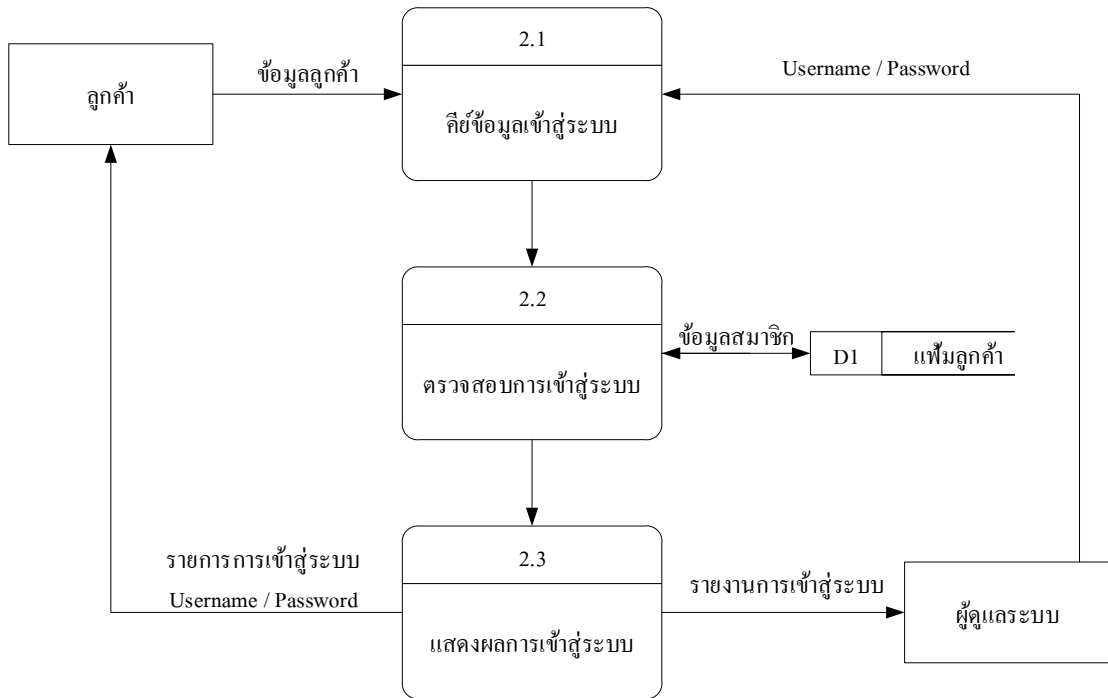 2.1
ลูกค้า
ข้อมูลลูกค้า
Username / Password
คีย์ข้อมูลเข้าสู่ระบบ
2.2
ข้อมูลสมาชิก
D1
แฟ้มลูกค้า
ตรวจสอบการเข้าสู่ระบบ
2.3
รายการการเข้าสู่ระบบ
Username / Password
รายงานการเข้าสู่ระบบ
ผู้ดูแลระบบ
แสดงผลการเข้าสู่ระบบ